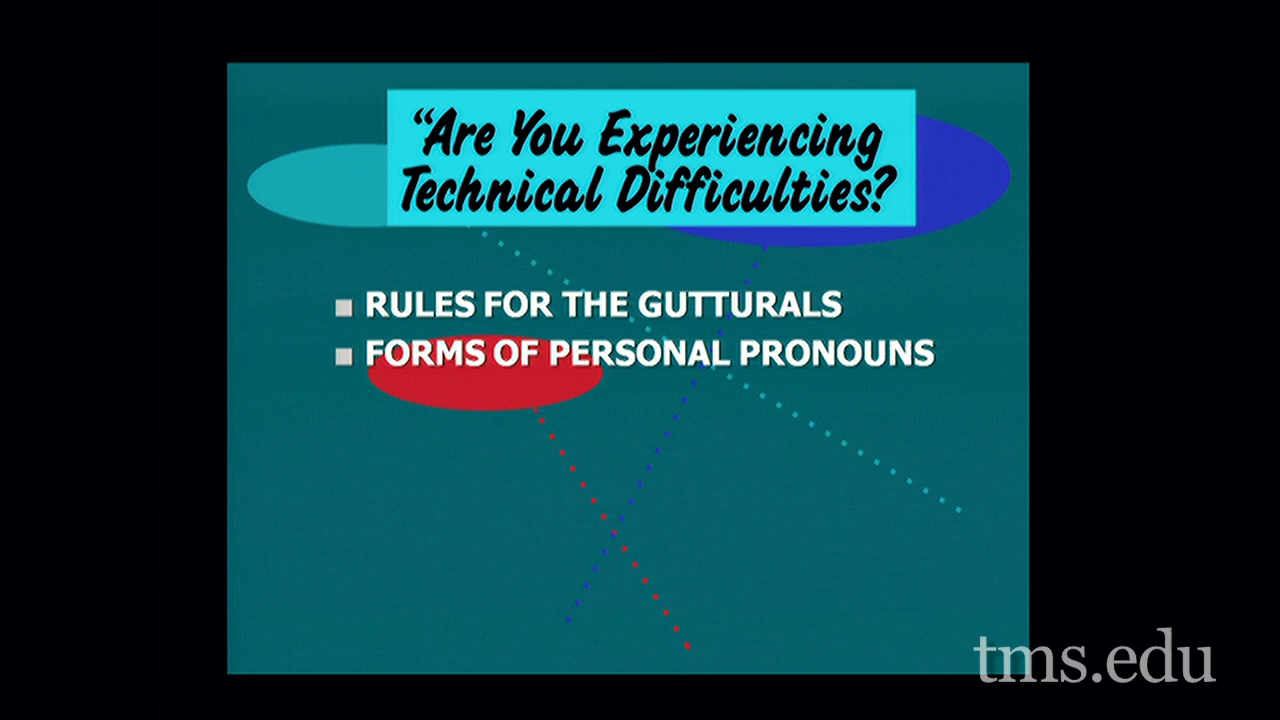 “Are You Experiencing
Technical Difficulties?
RULES FOR THE GUTTURALS
FORMS OF PERSONAL PRONOUNS
tms.edu